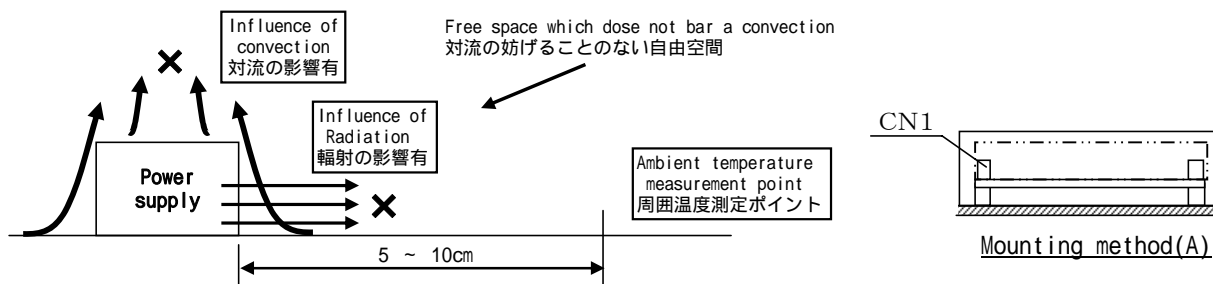 Influence of
convection
対流の影響有
Free space which dose not bar a convection
対流の妨げることのない自由空間
Influence of
Radiation
輻射の影響有
Power
supply
Ambient temperature
measurement point
周囲温度測定ポイント
5 ~ 10cm
CN1
Mounting method(A)